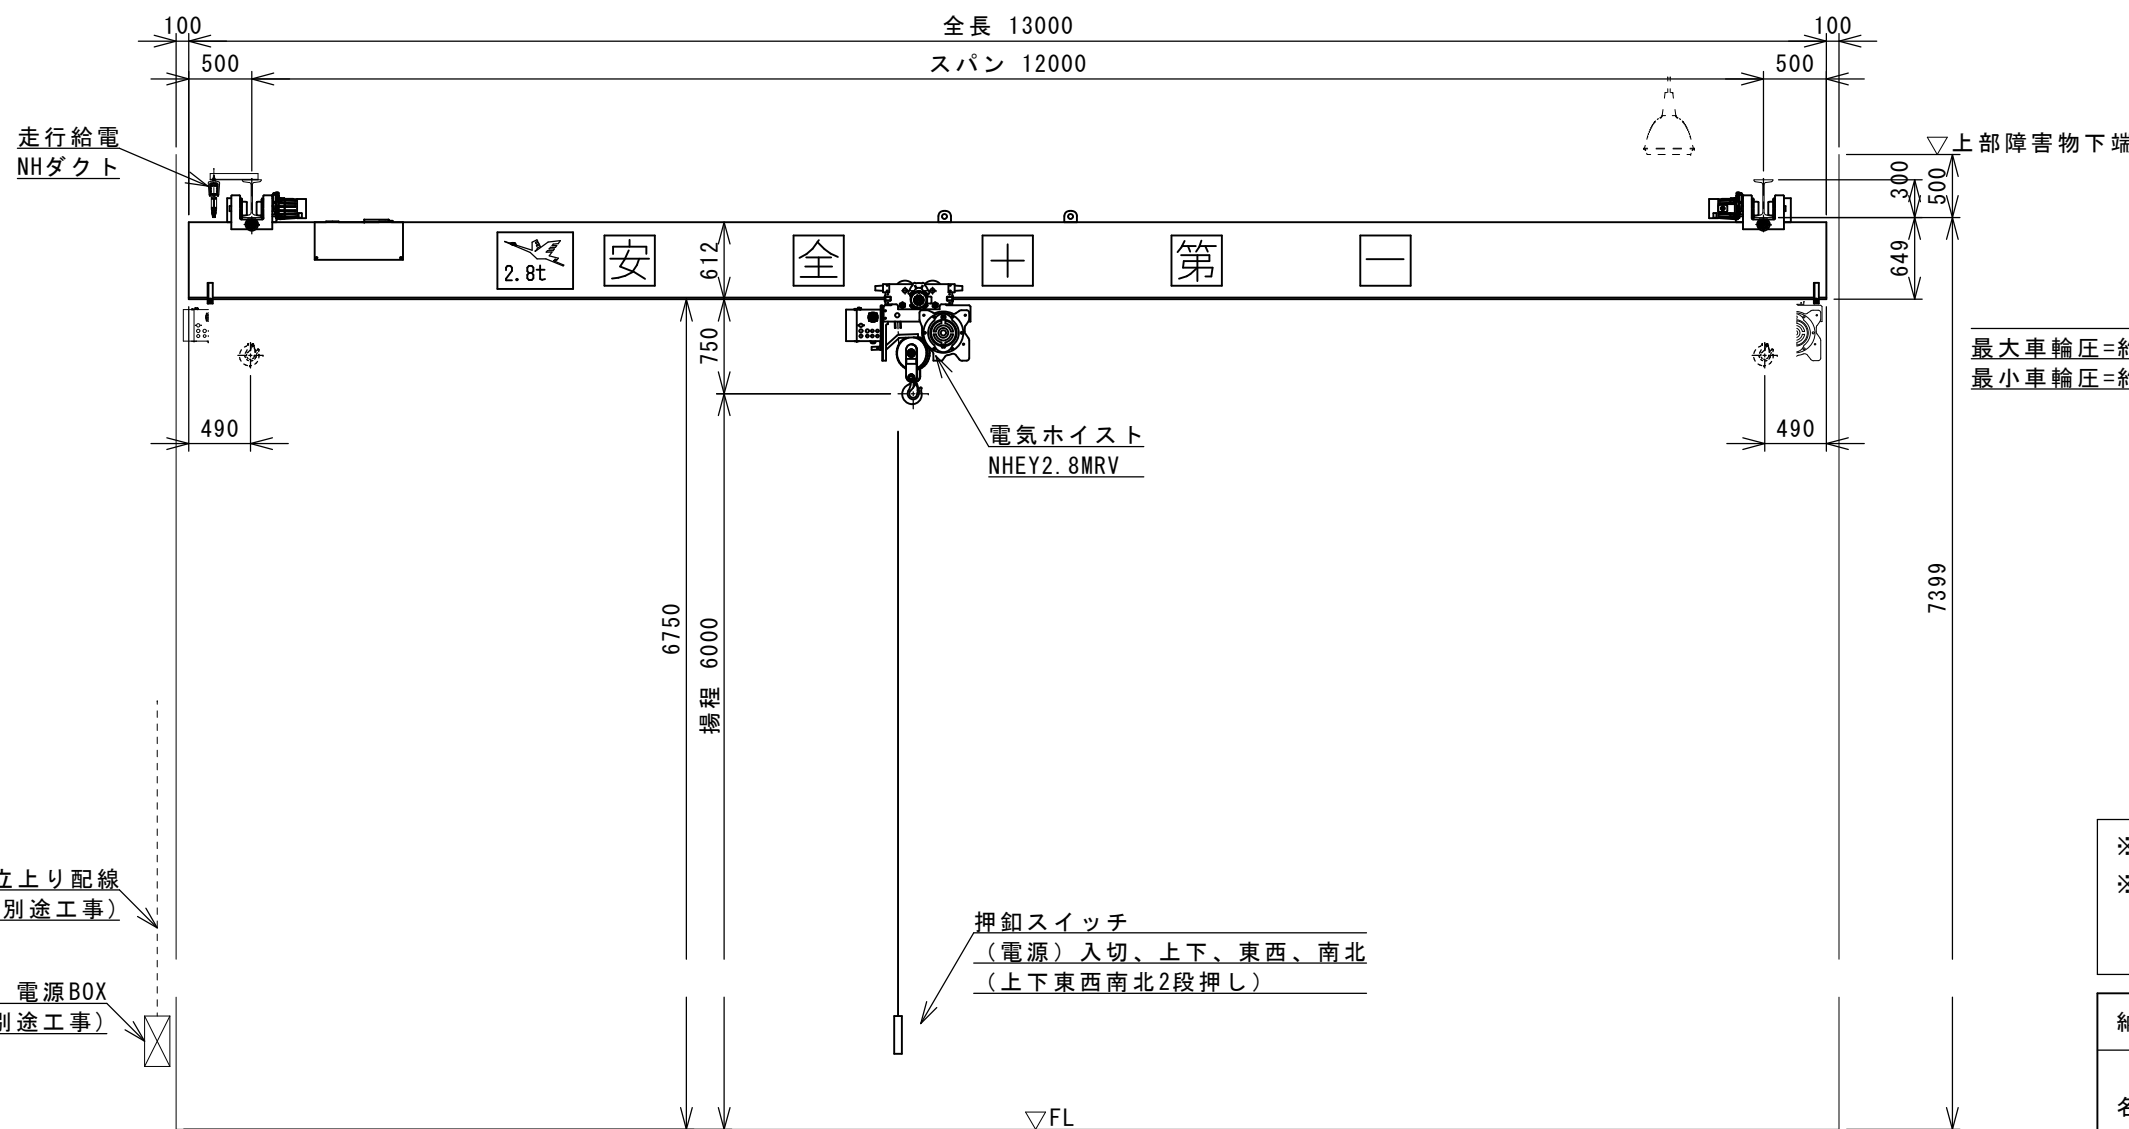 100
全長 13000
100
500
スパン 12000
500
走行給電
NHダクト
▽上部障害物下端
300
500
2.8t
安
全
十
第
一
612
649
750
最大車輪圧=約
最小車輪圧=約
490
490
電気ホイスト
NHEY2.8MRV
7399
6750
揚程 6000
※
※
立上り配線
別途工事)
押釦スイッチ
(電源)入切、上下、東西、南北
(上下東西南北2段押し)
電源BOX
別途工事)
▽FL